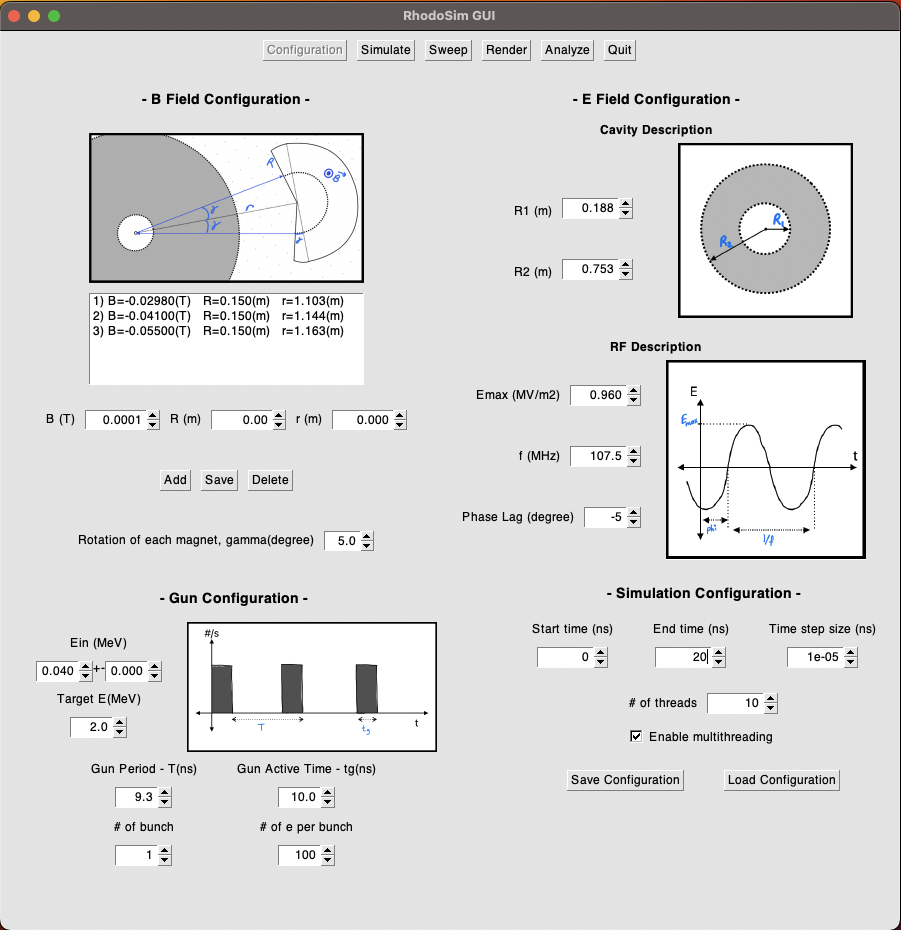 RhodoSim GUI
Configuration Simulate Sweep Render Analyze Quit
- B Field Configuration -
R
B
γ
r
γ
r
1) B=-0.02980(T) R=0.150(m) r=1.103(m)
2) B=-0.04100(T) R=0.150(m) r=1.144(m)
3) B=-0.05500(T) R=0.150(m) r=1.163(m)
B (T) 0.0001 R (m) 0.00 r (m) 0.000
Add Save Delete
Rotation of each magnet, gamma(degree) 5.0
- Gun Configuration -
Ein (MeV)
0.040 +- 0.000
Target E(MeV)
2.0
#/s
T
tg
t
Gun Period - T(ns) Gun Active Time - tg(ns)
9.3 10.0
# of bunch # of e per bunch
1 100
- E Field Configuration -
Cavity Description
R1 (m) 0.188
R2 (m) 0.753
R1
R2
RF Description
Emax (MV/m2) 0.960
f (MHz) 107.5
Phase Lag (degree) -5
E
Emax
t
phi
1/f
- Simulation Configuration -
Start time (ns) End time (ns) Time step size (ns)
0 20 1e-05
# of threads 10
Enable multithreading
Save Configuration Load Configuration